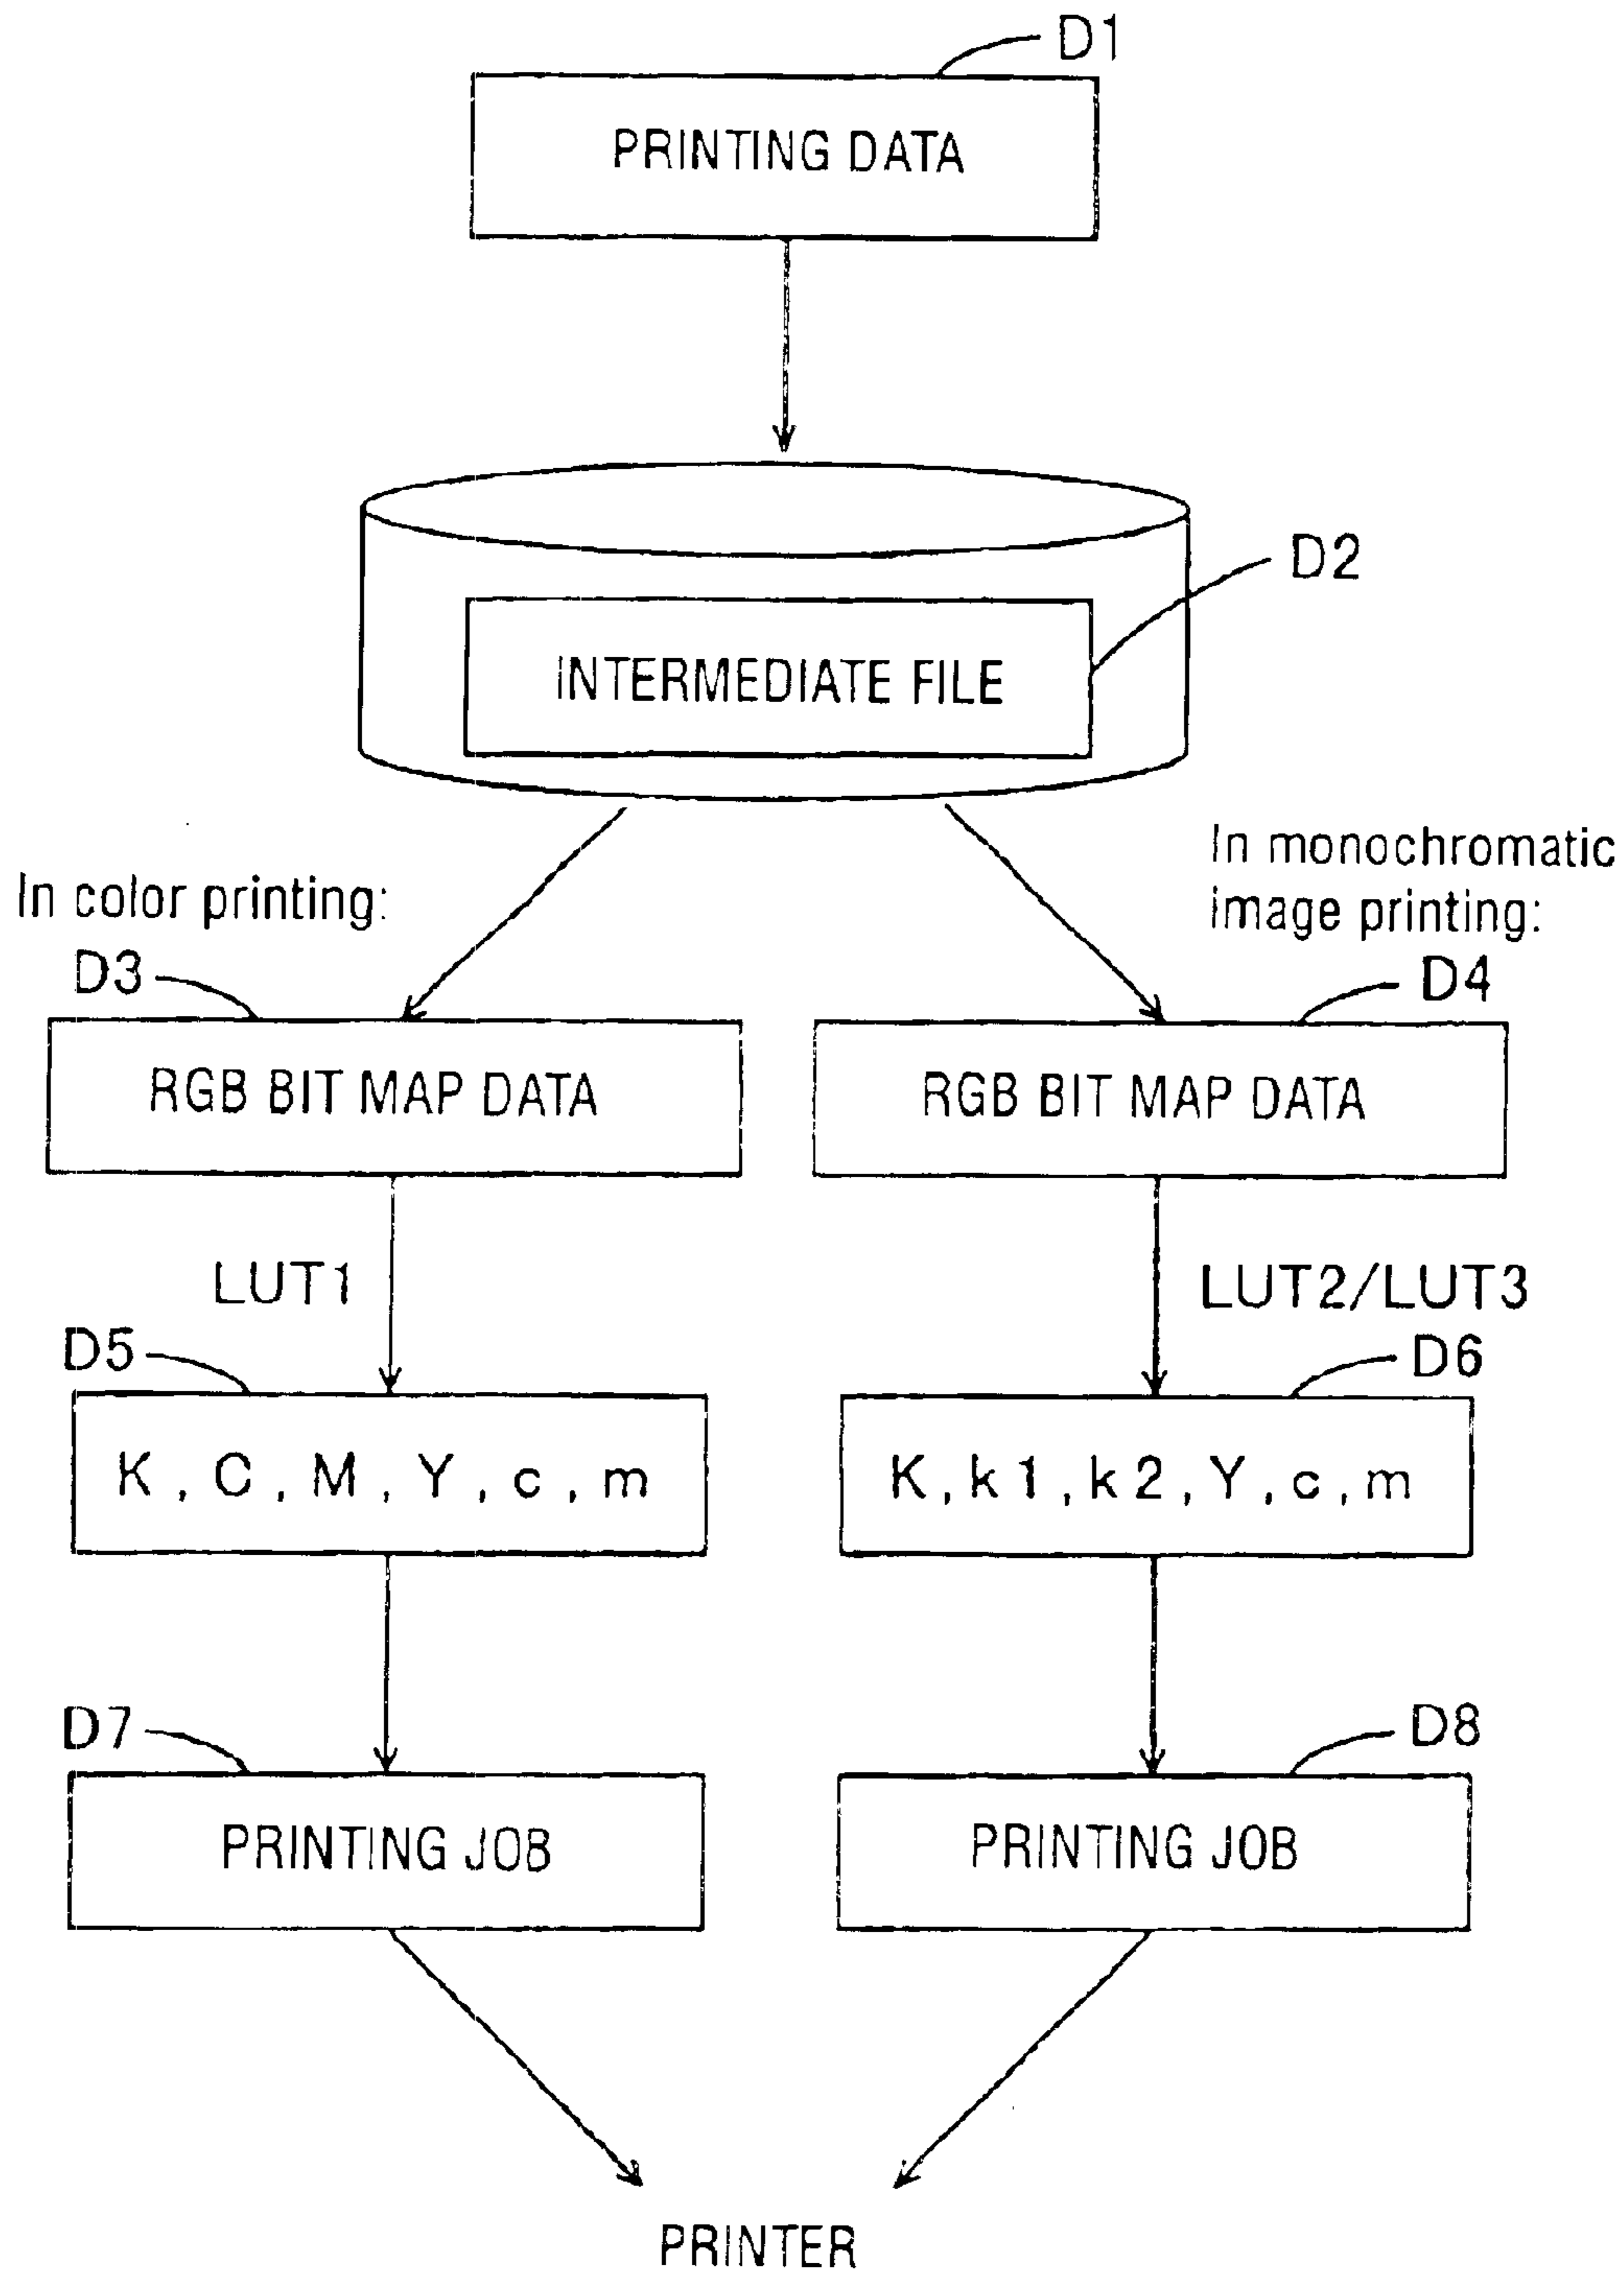 D1
PRINTING DATA
D2
INTERMEDIATE FILE
In color printing:
In monochromatic
image printing:
D3
D4
RGB BIT MAP DATA
RGB BIT MAP DATA
LUT1
LUT2/LUT3
D5
D6
K, C, M, Y, c, m
K, k1, k2, Y, c, m
D7
D8
PRINTING JOB
PRINTING JOB
PRINTER